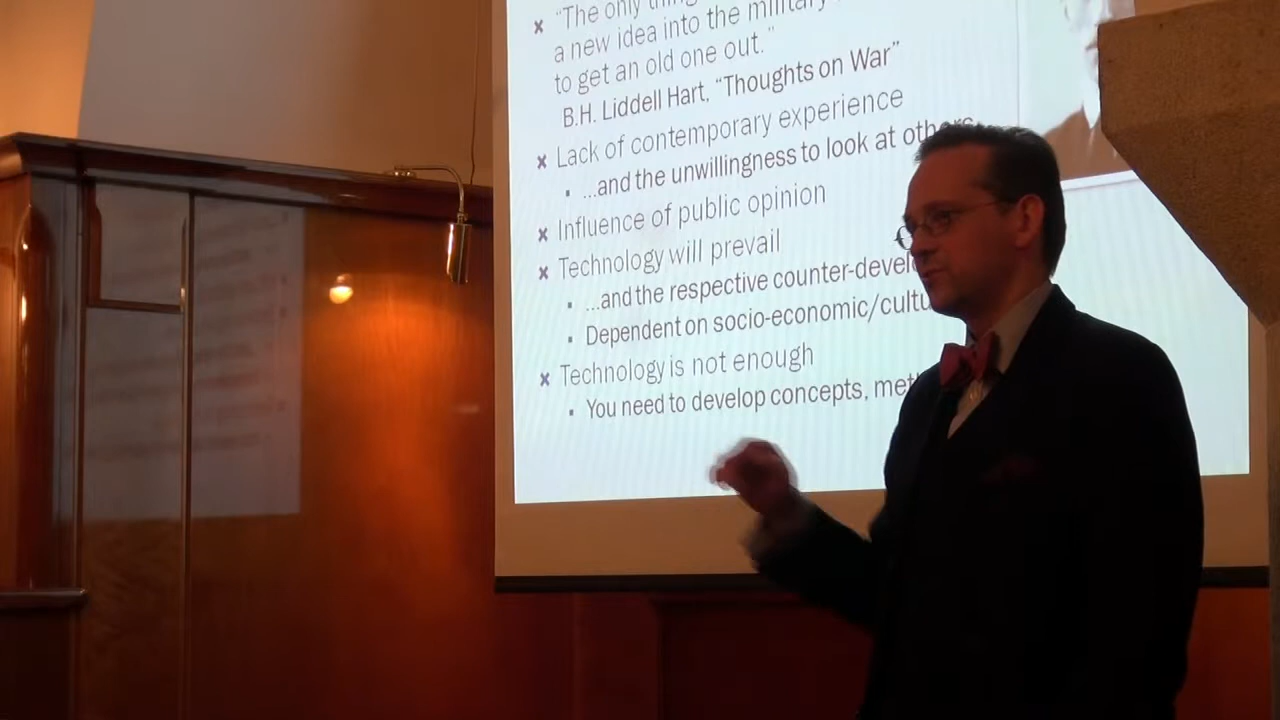 "The only thing
a new idea into the military
to get an old one out."
B.H. Liddell Hart, "Thoughts on War"
Lack of contemporary experience
...and the unwillingness to look at others
Influence of public opinion
Technology will prevail
...and the respective counter-devel
Dependent on socio-economic/cultu
Technology is not enough
You need to develop concepts, met